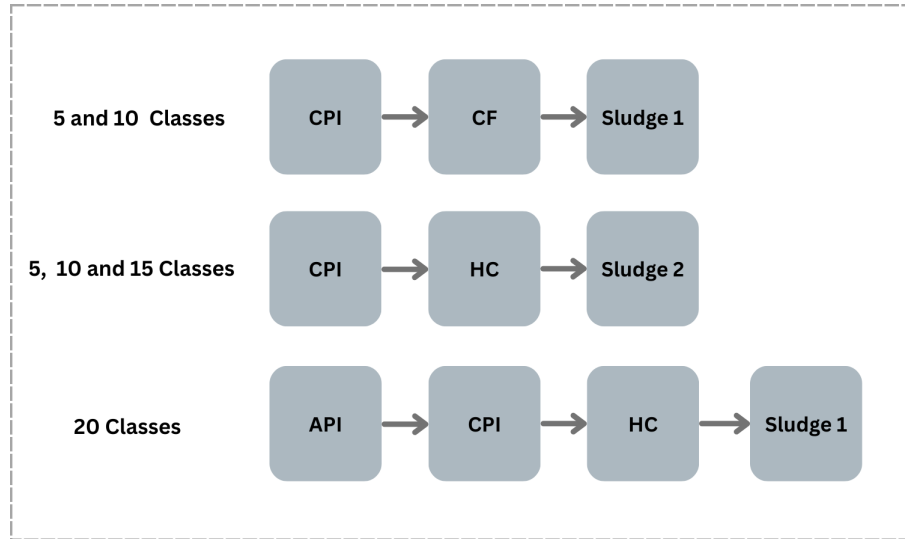 5 and 10 Classes CPI CF Sludge 1
5, 10 and 15 Classes CPI HC Sludge 2
20 Classes API CPI HC Sludge 1